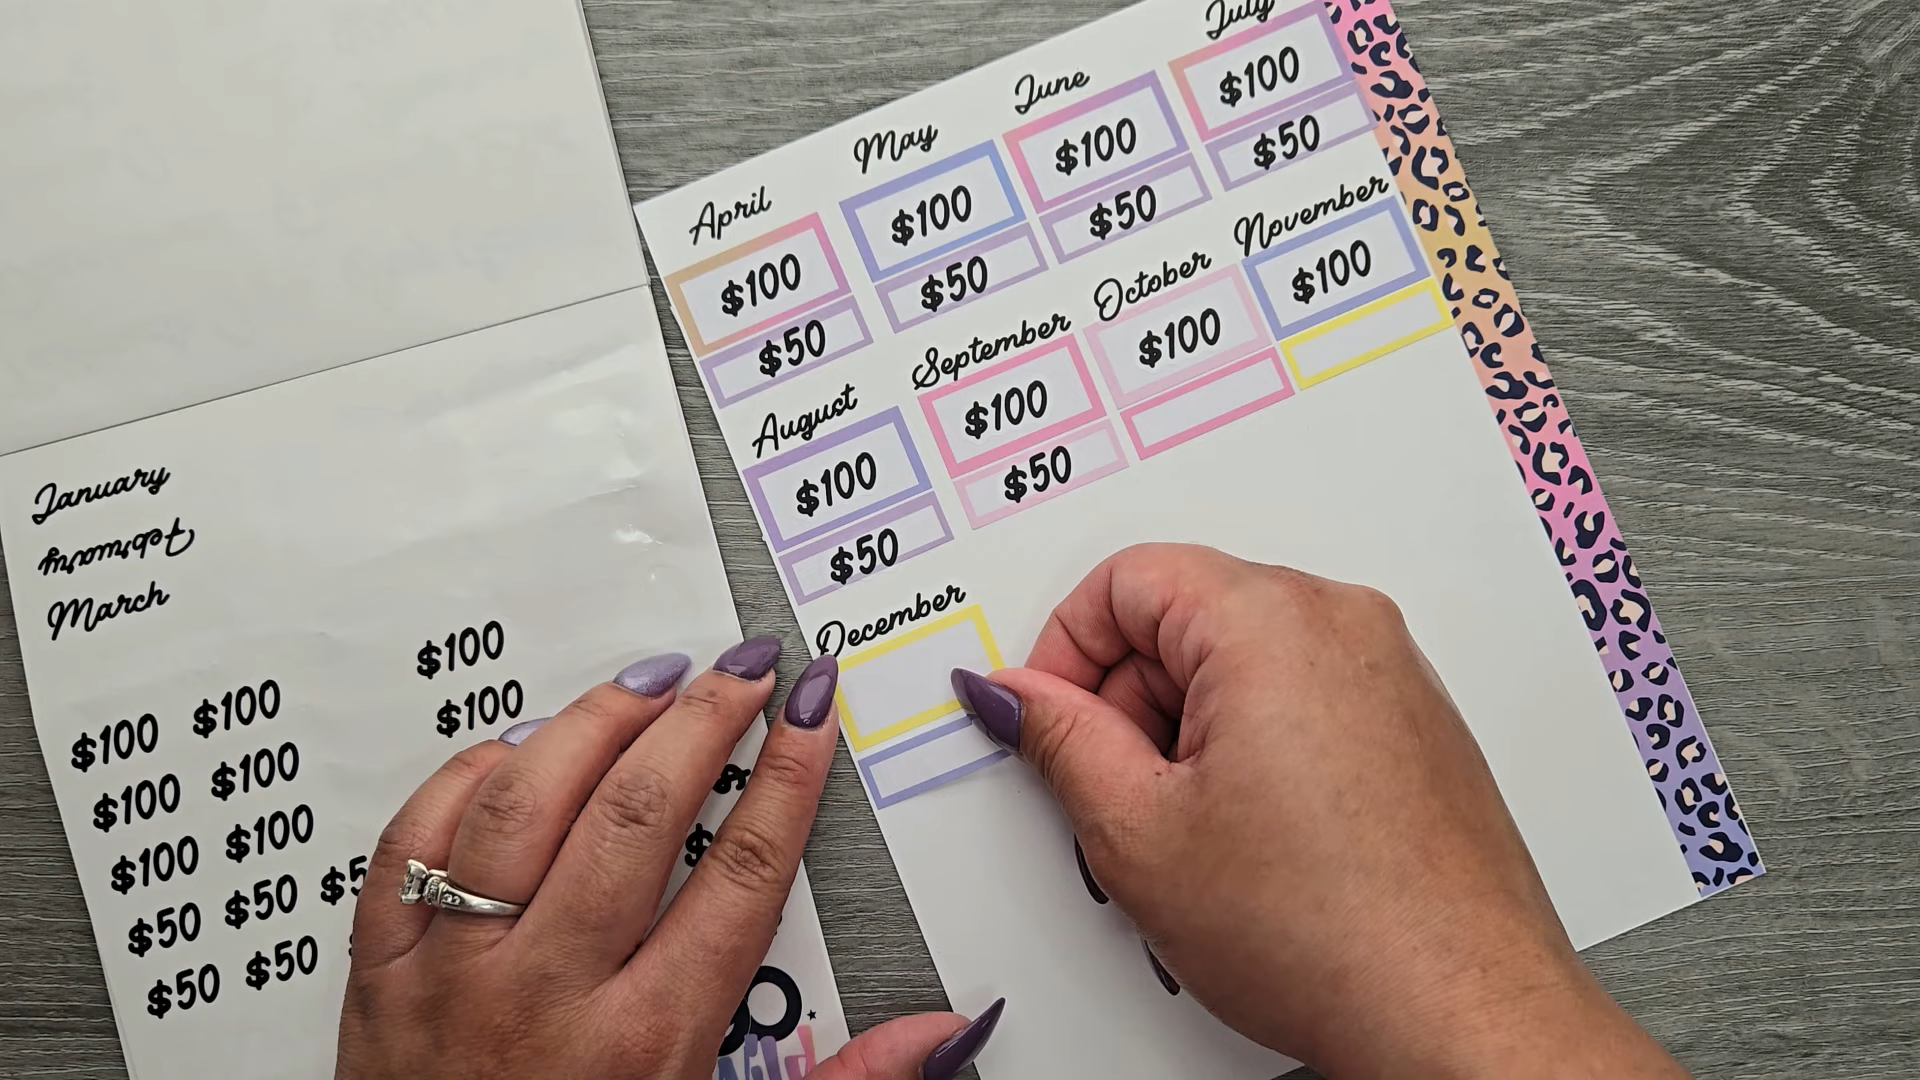 January
February
March
$100
$100
$100 $100
$100 $100
$100 $100
$50 $50
$50 $50
April May June July
$100 $100 $100 $100
$50 $50 $50 $50
August September October November
$100 $100 $100 $100
$50 $50
December